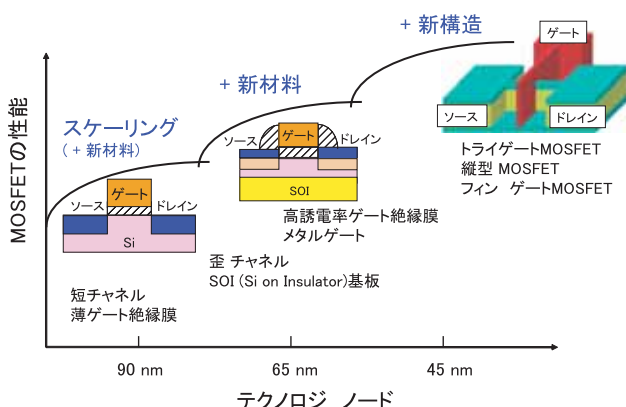 + 新構造
+ 新材料
スケーリング
( + 新材料)
MOSFETの性能
ゲート
ソース
ドレイン
Si
短チャネル
薄ゲート絶縁膜
ゲート
ソース
ドレイン
SOI
高誘電率ゲート絶縁膜
メタルゲート
歪 チャネル
SOI (Si on Insulator)基板
ゲート
ソース
ドレイン
トライゲートMOSFET
縦型 MOSFET
フィン ゲートMOSFET
90 nm
65 nm
45 nm
テクノロジ ノード